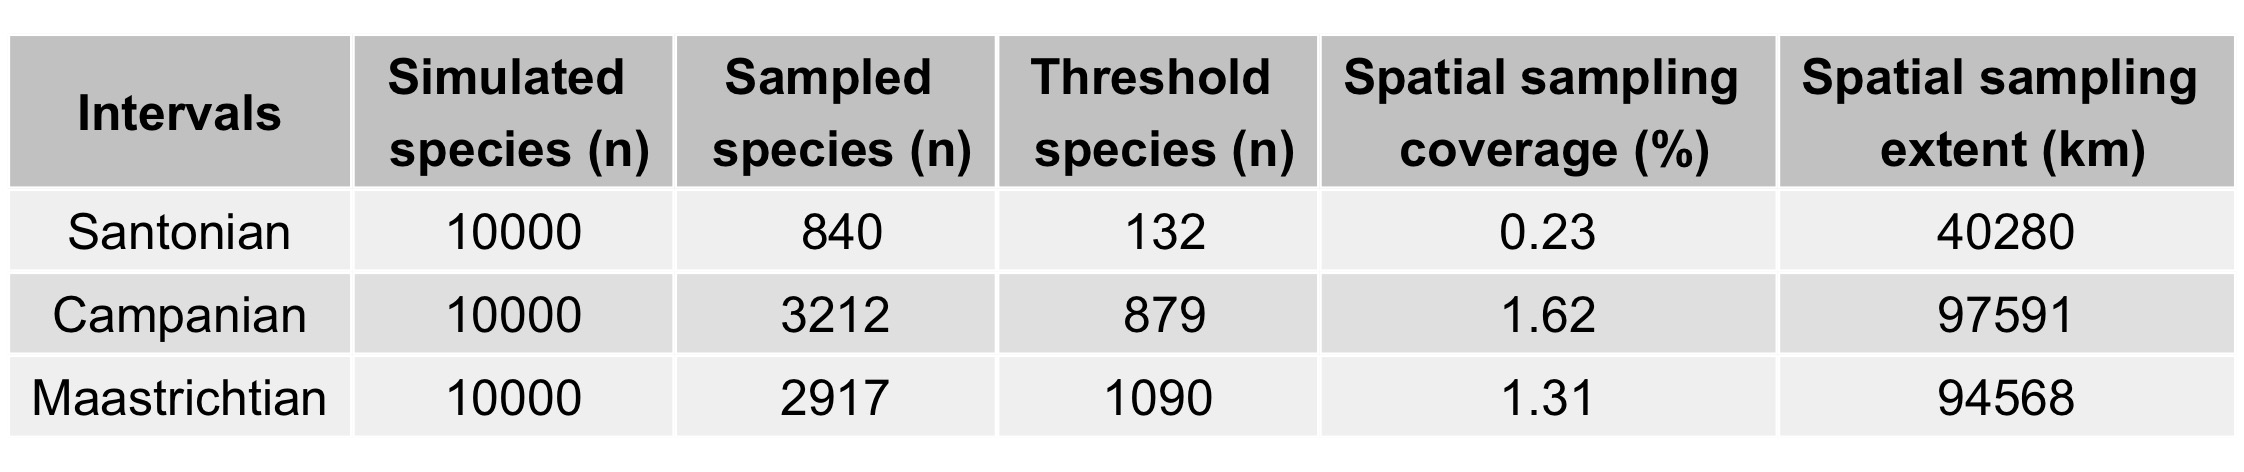 Intervals Simulated species (n) Sampled species (n) Threshold species (n) Spatial sampling coverage (%) Spatial sampling extent (km)
Santonian 10000 840 132 0.23 40280
Campanian 10000 3212 879 1.62 97591
Maastrichtian 10000 2917 1090 1.31 94568